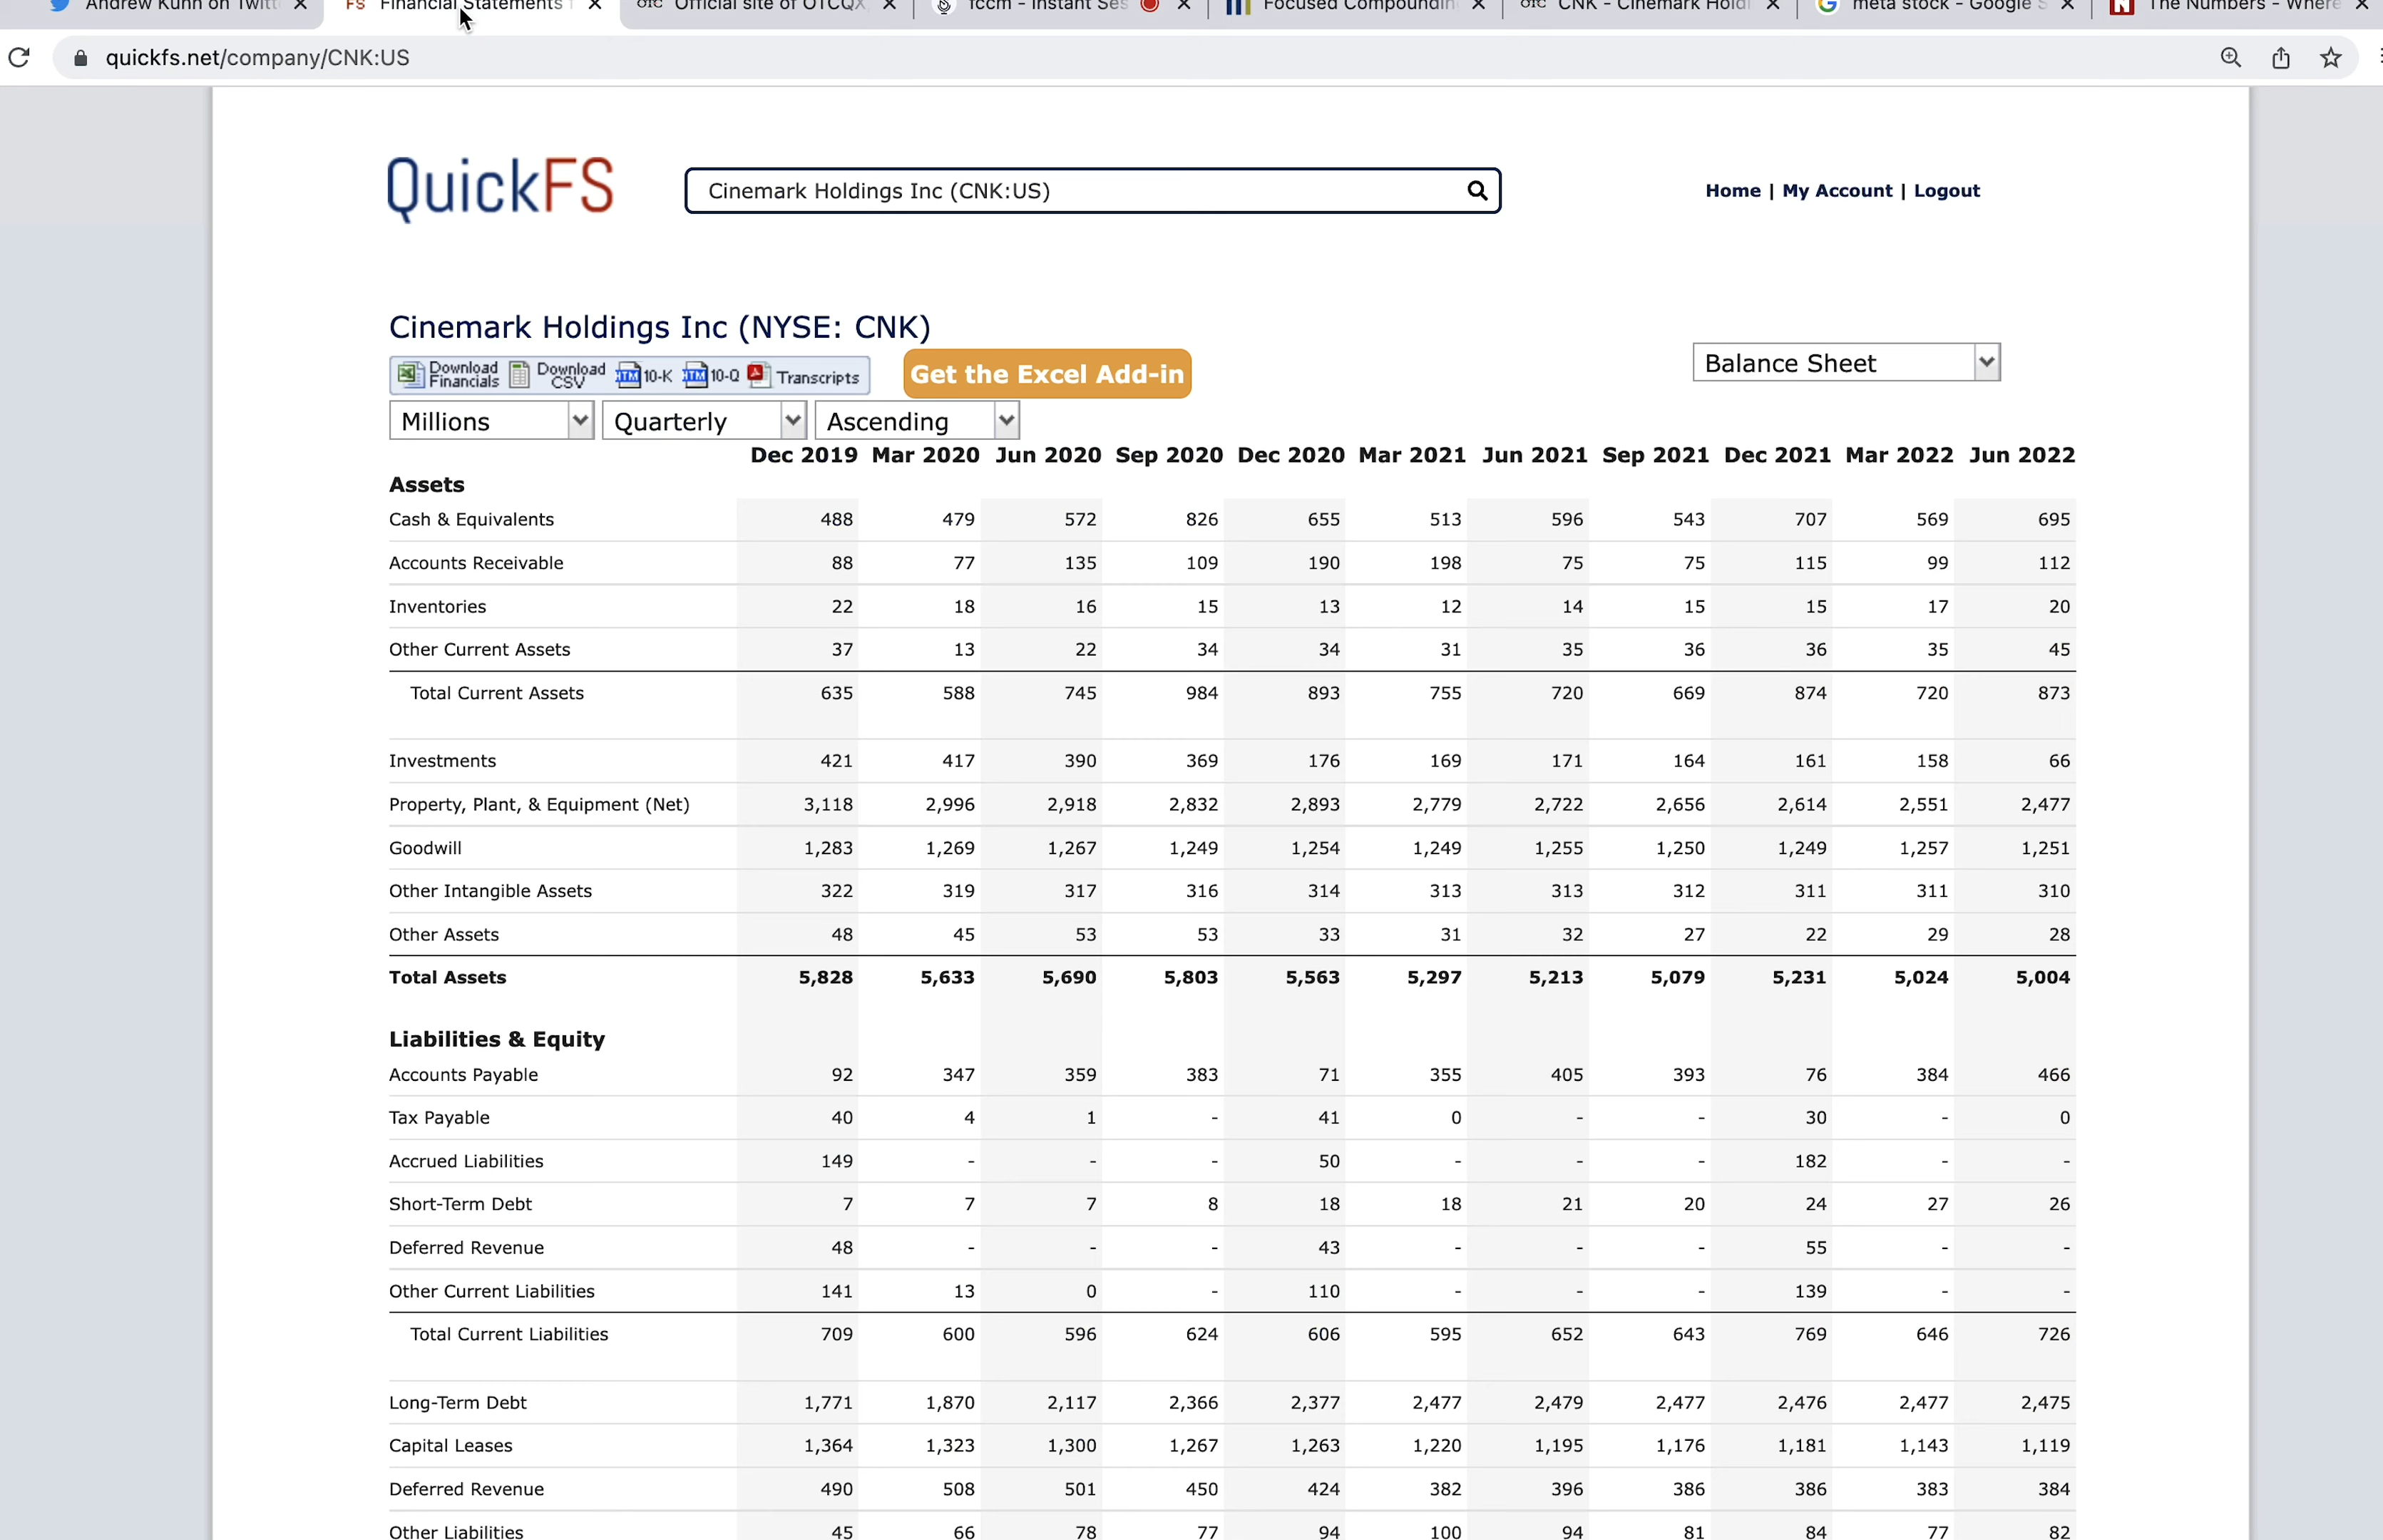 Andrew Kuhn on Twitt Financial Statements Official site of OTCQX fccm - Instant Ses Focused Compoundin CNK - Cinemark Hold meta stock - Google S The Numbers - Where
quickfs.net/company/CNK:US
QuickFS Cinemark Holdings Inc (CNK:US) Home | My Account | Logout
Cinemark Holdings Inc (NYSE: CNK)
Download Financials Download CSV 10-K 10-Q Transcripts Get the Excel Add-in Balance Sheet
Millions Quarterly Ascending
Dec 2019 Mar 2020 Jun 2020 Sep 2020 Dec 2020 Mar 2021 Jun 2021 Sep 2021 Dec 2021 Mar 2022 Jun 2022
Assets
Cash & Equivalents 488 479 572 826 655 513 596 543 707 569 695
Accounts Receivable 88 77 135 109 190 198 75 75 115 99 112
Inventories 22 18 16 15 13 12 14 15 15 17 20
Other Current Assets 37 13 22 34 34 31 35 36 36 35 45
Total Current Assets 635 588 745 984 893 755 720 669 874 720 873
Investments 421 417 390 369 176 169 171 164 161 158 66
Property, Plant, & Equipment (Net) 3,118 2,996 2,918 2,832 2,893 2,779 2,722 2,656 2,614 2,551 2,477
Goodwill 1,283 1,269 1,267 1,249 1,254 1,249 1,255 1,250 1,249 1,257 1,251
Other Intangible Assets 322 319 317 316 314 313 313 312 311 311 310
Other Assets 48 45 53 53 33 31 32 27 22 29 28
Total Assets 5,828 5,633 5,690 5,803 5,563 5,297 5,213 5,079 5,231 5,024 5,004
Liabilities & Equity
Accounts Payable 92 347 359 383 71 355 405 393 76 384 466
Tax Payable 40 4 1 - 41 0 - - 30 - 0
Accrued Liabilities 149 - - - 50 - - - 182 - -
Short-Term Debt 7 7 7 8 18 18 21 20 24 27 26
Deferred Revenue 48 - - - 43 - - - 55 - -
Other Current Liabilities 141 13 0 - 110 - - - 139 - -
Total Current Liabilities 709 600 596 624 606 595 652 643 769 646 726
Long-Term Debt 1,771 1,870 2,117 2,366 2,377 2,477 2,479 2,477 2,476 2,477 2,475
Capital Leases 1,364 1,323 1,300 1,267 1,263 1,220 1,195 1,176 1,181 1,143 1,119
Deferred Revenue 490 508 501 450 424 382 396 386 386 383 384
Other Liabilities 45 66 78 77 94 100 94 81 84 77 82